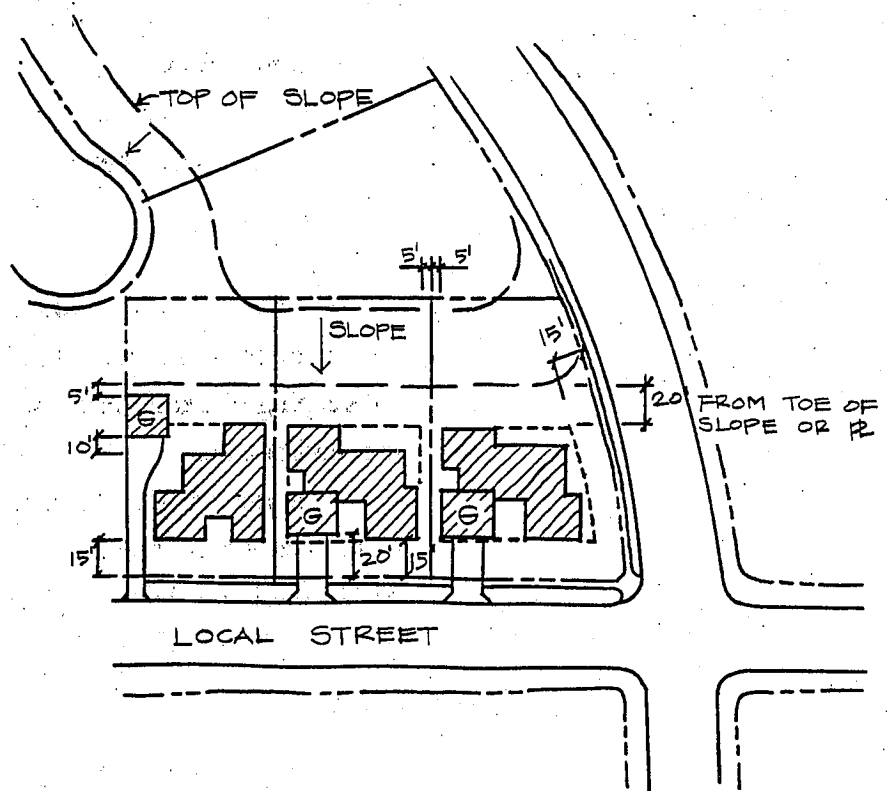 TOP OF SLOPE
5' 5'
SLOPE
15'
5'
20' FROM TOE OF
SLOPE OR PL
G
10'
G
G
15'
20'
15'
LOCAL STREET